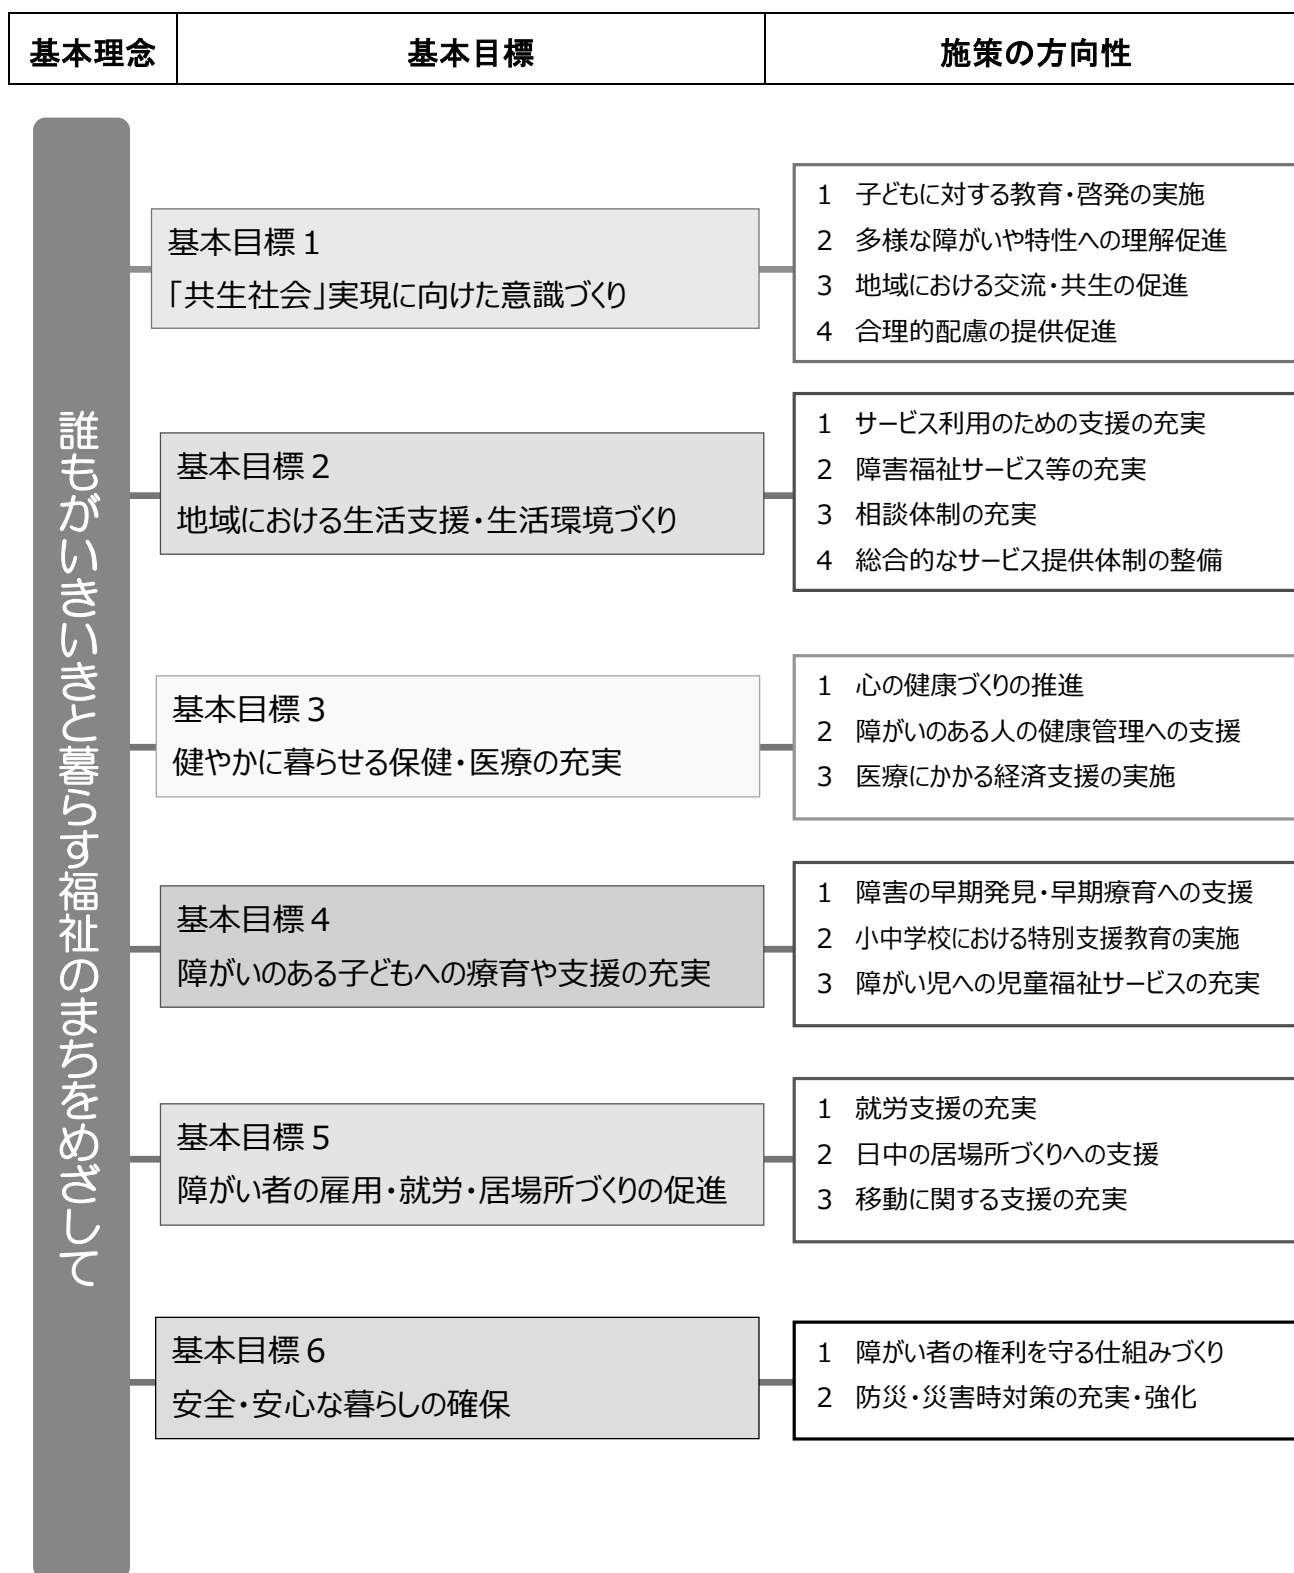 基本理念
基本目標
施策の方向性
誰もがいきいきと暮らす福祉のまちをめざして
基本目標1
「共生社会」実現に向けた意識づくり
1 子どもに対する教育・啓発の実施
2 多様な障がいや特性への理解促進
3 地域における交流・共生の促進
4 合理的配慮の提供促進
基本目標2
地域における生活支援・生活環境づくり
1 サービス利用のための支援の充実
2 障害福祉サービス等の充実
3 相談体制の充実
4 総合的なサービス提供体制の整備
基本目標3
健やかに暮らせる保健・医療の充実
1 心の健康づくりの推進
2 障がいのある人の健康管理への支援
3 医療にかかる経済支援の実施
基本目標4
障がいのある子どもへの療育や支援の充実
1 障害の早期発見・早期療育への支援
2 小中学校における特別支援教育の実施
3 障がい児への児童福祉サービスの充実
基本目標5
障がい者の雇用・就労・居場所づくりの促進
1 就労支援の充実
2 日中の居場所づくりへの支援
3 移動に関する支援の充実
基本目標6
安全・安心な暮らしの確保
1 障がい者の権利を守る仕組みづくり
2 防災・災害時対策の充実・強化